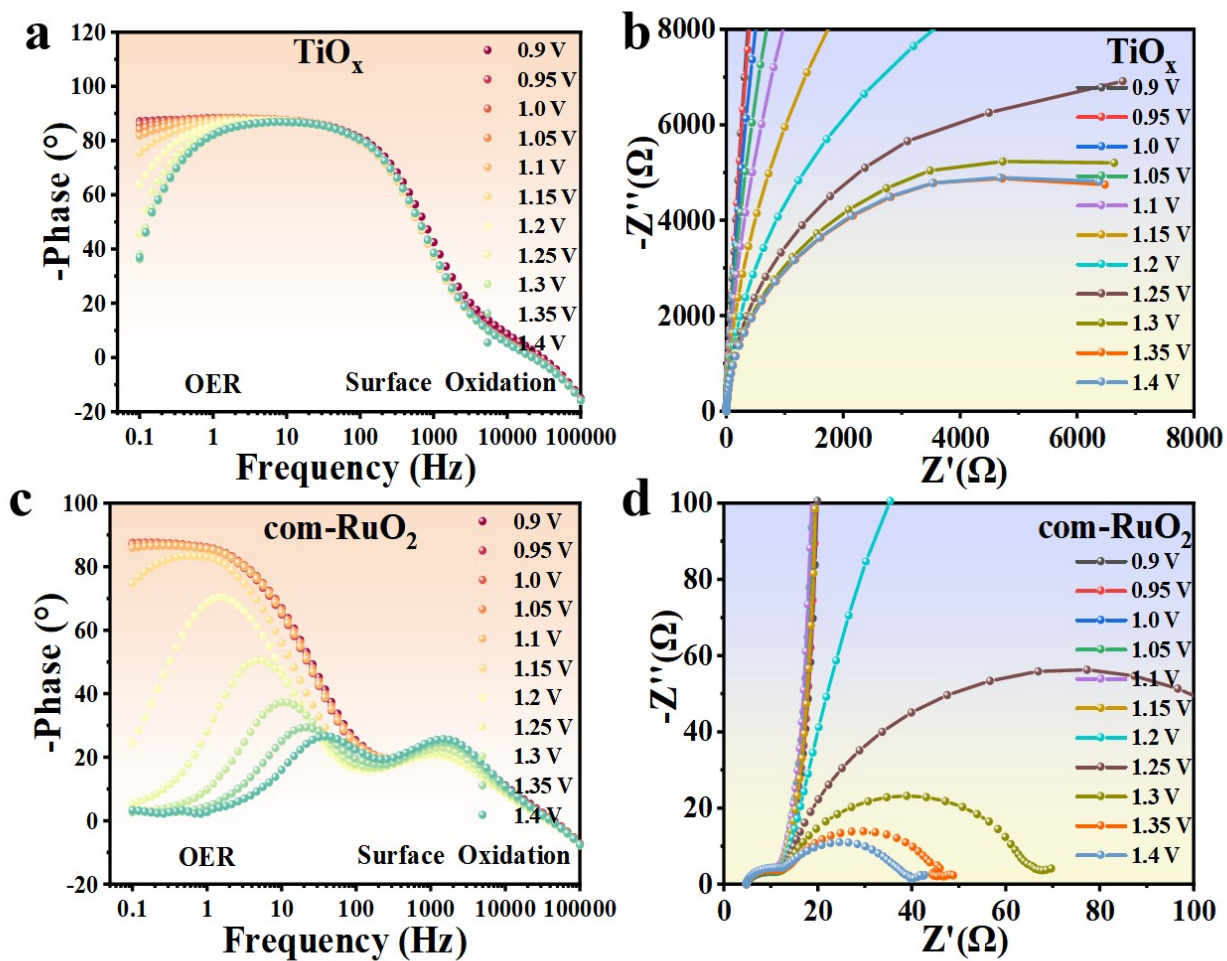 a
TiOx
120
100
80
60
40
20
0
-20
-Phase (°)
0.9 V
0.95 V
1.0 V
1.05 V
1.1 V
1.15 V
1.2 V
1.25 V
1.3 V
1.35 V
1.4 V
OER
Surface Oxidation
0.1
1
10
100
1000
10000
100000
Frequency (Hz)
b
TiOx
8000
6000
4000
2000
0
-Z''(Ω)
0.9 V
0.95 V
1.0 V
1.05 V
1.1 V
1.15 V
1.2 V
1.25 V
1.3 V
1.35 V
1.4 V
0
2000
4000
6000
8000
Z'(Ω)
c
com-RuO2
100
80
60
40
20
0
-20
-Phase (°)
0.9 V
0.95 V
1.0 V
1.05 V
1.1 V
1.15 V
1.2 V
1.25 V
1.3 V
1.35 V
1.4 V
OER
Surface Oxidation
0.1
1
10
100
1000
10000
100000
Frequency (Hz)
d
com-RuO2
100
80
60
40
20
0
-Z''(Ω)
0.9 V
0.95 V
1.0 V
1.05 V
1.1 V
1.15 V
1.2 V
1.25 V
1.3 V
1.35 V
1.4 V
0
20
40
60
80
100
Z'(Ω)